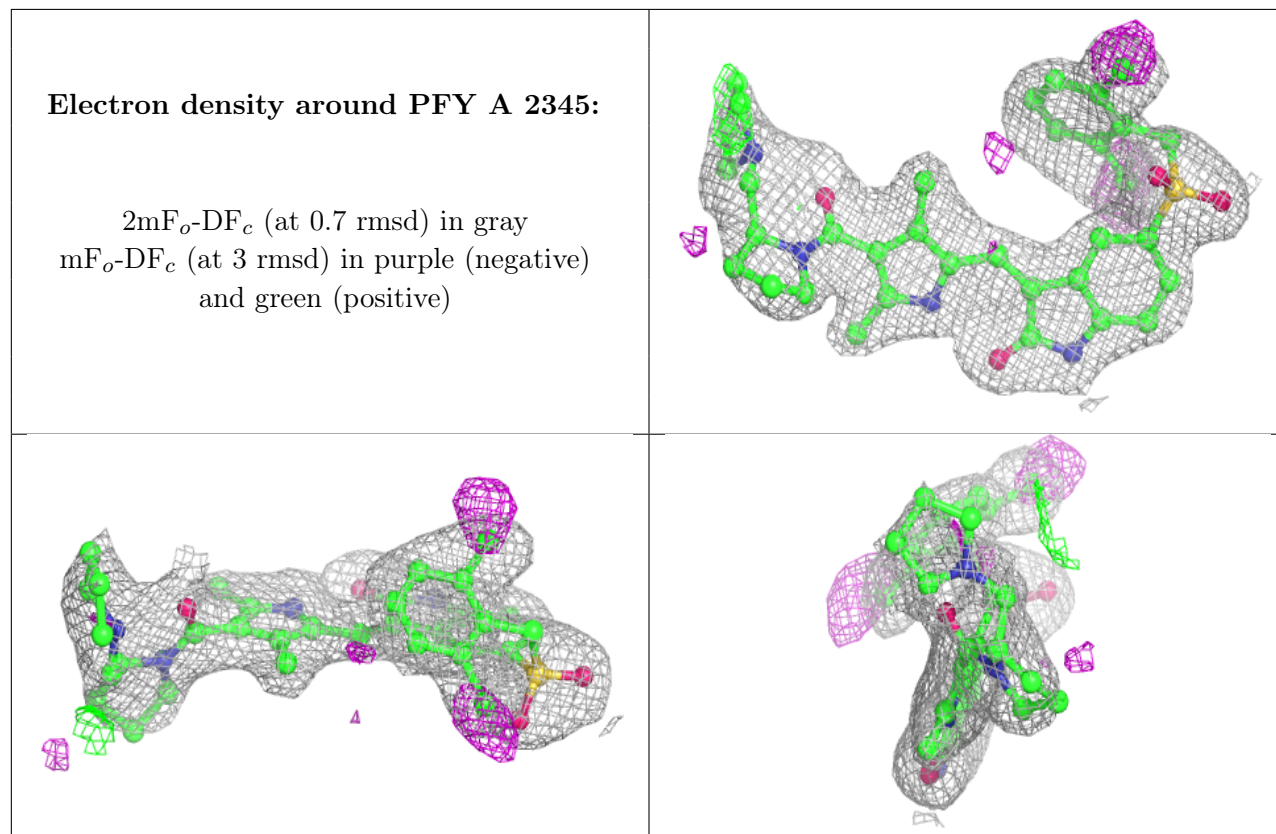 Electron density around PFY A 2345:
2mFo-DFc (at 0.7 rmsd) in gray
mFo-DFc (at 3 rmsd) in purple (negative)
and green (positive)